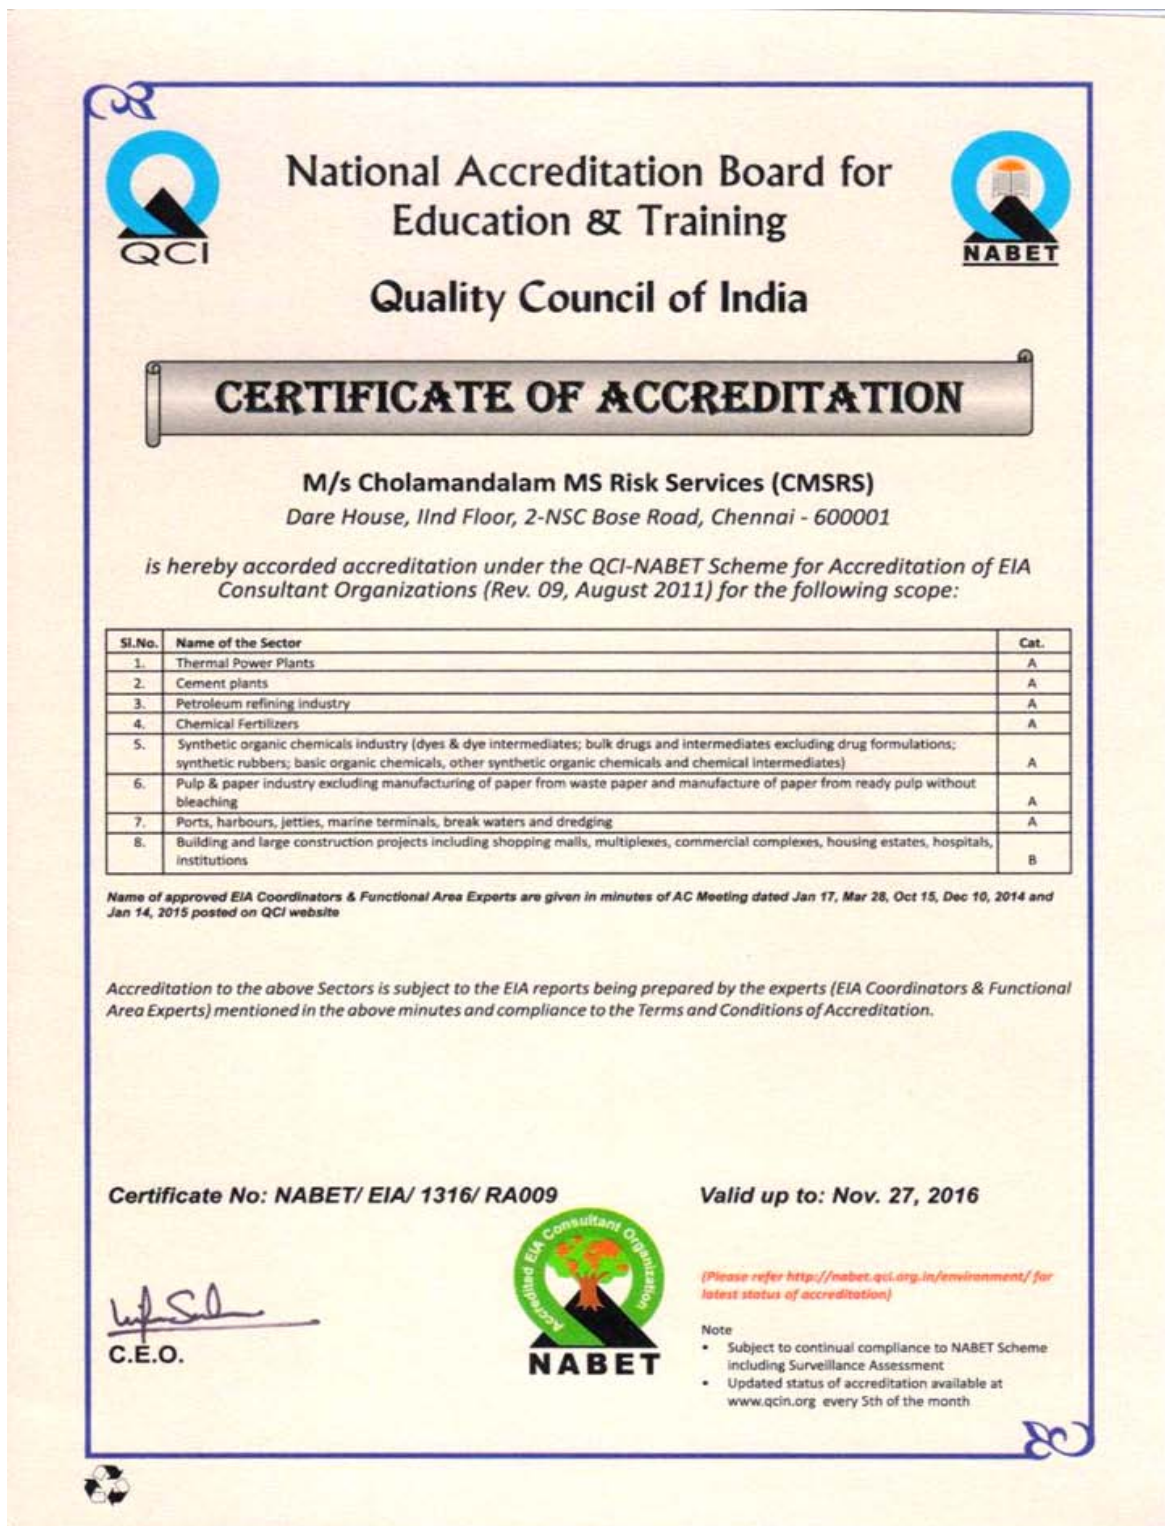 QCI
National Accreditation Board for
Education & Training
NABET
Quality Council of India
CERTIFICATE OF ACCREDITATION
M/s Cholamandalam MS Risk Services (CMSRS)
Dare House, IInd Floor, 2-NSC Bose Road, Chennai - 600001
is hereby accorded accreditation under the QCI-NABET Scheme for Accreditation of EIA
Consultant Organizations (Rev. 09, August 2011) for the following scope:
Sl.No. Name of the Sector Cat.
1. Thermal Power Plants A
2. Cement plants A
3. Petroleum refining industry A
4. Chemical Fertilizers A
5. Synthetic organic chemicals industry (dyes & dye intermediates; bulk drugs and intermediates excluding drug formulations;
synthetic rubbers; basic organic chemicals, other synthetic organic chemicals and chemical intermediates) A
6. Pulp & paper industry excluding manufacturing of paper from waste paper and manufacture of paper from ready pulp without
bleaching A
7. Ports, harbours, jetties, marine terminals, break waters and dredging A
8. Building and large construction projects including shopping malls, multiplexes, commercial complexes, housing estates, hospitals,
institutions B
Name of approved EIA Coordinators & Functional Area Experts are given in minutes of AC Meeting dated Jan 17, Mar 28, Oct 15, Dec 10, 2014 and
Jan 14, 2015 posted on QCI website
Accreditation to the above Sectors is subject to the EIA reports being prepared by the experts (EIA Coordinators & Functional
Area Experts) mentioned in the above minutes and compliance to the Terms and Conditions of Accreditation.
Certificate No: NABET/ EIA/ 1316/ RA009
Valid up to: Nov. 27, 2016
Accredited EIA Consultant Organization
NABET
C.E.O.
(Please refer http://nabet.qci.org.in/environment/ for
latest status of accreditation)
Note
• Subject to continual compliance to NABET Scheme
including Surveillance Assessment
• Updated status of accreditation available at
www.qcin.org every 5th of the month